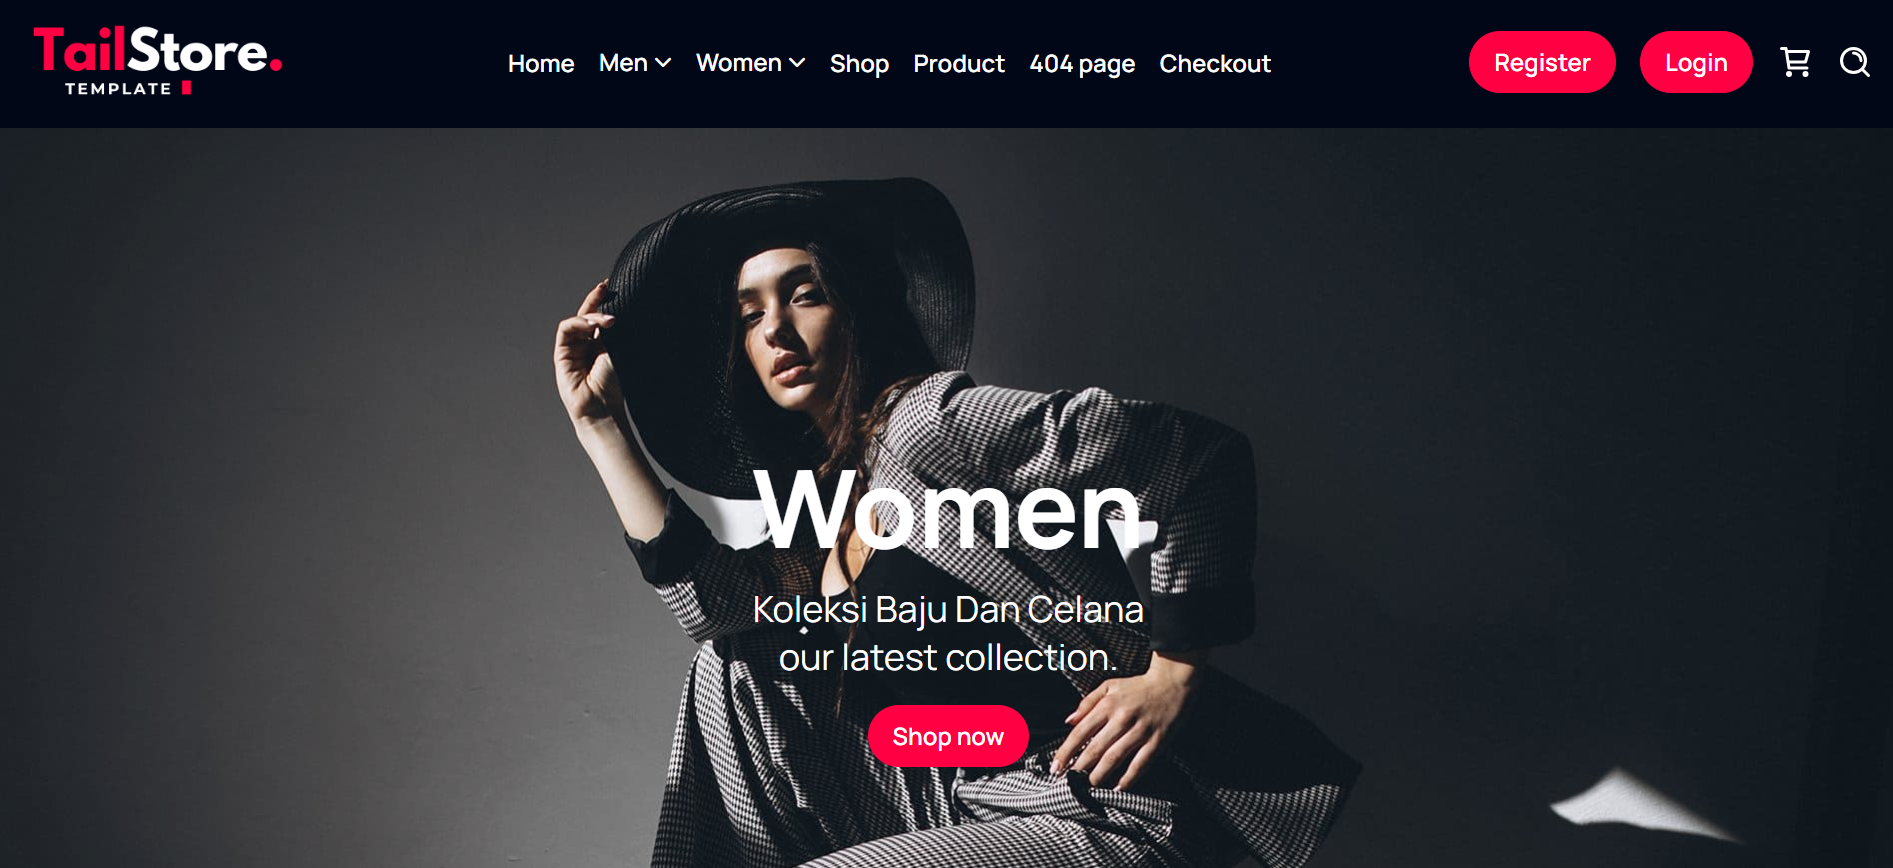 TailStore.
TEMPLATE
Home Men Women Shop Product 404 page Checkout
Register Login
Women
Koleksi Baju Dan Celana
our latest collection.
Shop now